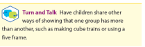 Turn and Talk Have children share other
ways of showing that one group has more
than another, such as making cube trains or using a
five frame.